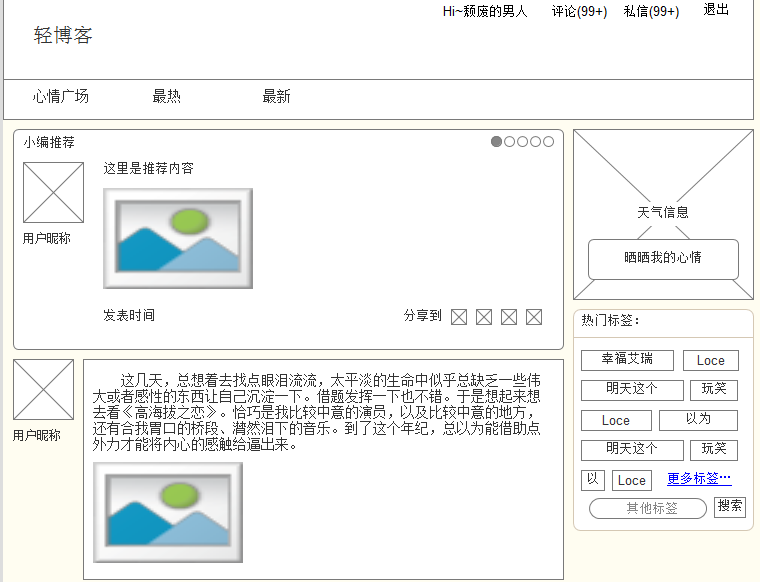 Hi~颓废的男人 评论(99+) 私信(99+) 退出
轻博客
心情广场 最热 最新
小编推荐
这里是推荐内容
用户昵称
发表时间 分享到
天气信息
晒晒我的心情
热门标签：
幸福艾瑞 Loce
明天这个 玩笑
Loce 以为
明天这个 玩笑
以 Loce 更多标签…
其他标签 搜索
用户昵称
这几天，总想着去找点眼泪流流，太平淡的生命中似乎总缺乏一些伟
大或者感性的东西让自己沉淀一下。借题发挥一下也不错。于是想起来想
去看《高海拔之恋》。恰巧是我比较中意的演员，以及比较中意的地方，
还有合我胃口的桥段、潸然泪下的音乐。到了这个年纪，总以为能借助点
外力才能将内心的感触给逼出来。